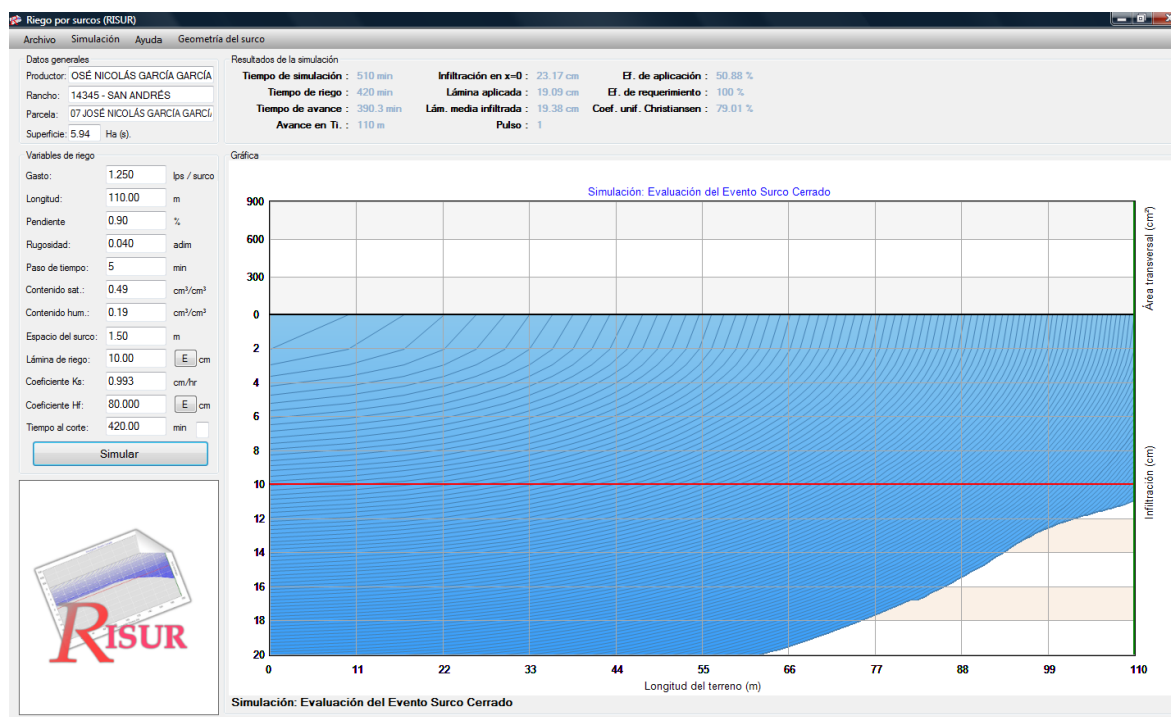 Riego por surcos (RISUR)
Archivo Simulación Ayuda Geometría del surco
Datos generales
Productor: OSÉ NICOLÁS GARCÍA GARCÍA
Rancho: 14345 - SAN ANDRÉS
Parcela: 07 JOSÉ NICOLÁS GARCÍA GARCÍ
Superficie: 5.94 Ha (s).
Resultados de la simulación
Tiempo de simulación : 510 min Infiltración en x=0 : 23.17 cm Ef. de aplicación : 50.88 %
Tiempo de riego : 420 min Lámina aplicada : 19.09 cm Ef. de requerimiento : 100 %
Tiempo de avance : 390.3 min Lám. media infiltrada : 19.38 cm Coef. unif. Christiansen : 79.01 %
Avance en Ti. : 110 m Pulso : 1
Variables de riego
Gasto: 1.250 lps / surco
Longitud: 110.00 m
Pendiente 0.90 %
Rugosidad: 0.040 adim
Paso de tiempo: 5 min
Contenido sat.: 0.49 cm³/cm³
Contenido hum.: 0.19 cm³/cm³
Espacio del surco: 1.50 m
Lámina de riego: 10.00 E cm
Coeficiente Ks: 0.993 cm/hr
Coeficiente Hf: 80.000 E cm
Tiempo al corte: 420.00 min
Simular
RISUR
Gráfica
Simulación: Evaluación del Evento Surco Cerrado
900
600
300
0
2
4
6
8
10
12
14
16
18
20
0 11 22 33 44 55 66 77 88 99 110
Longitud del terreno (m)
Área transversal (cm²)
Infiltración (cm)
Simulación: Evaluación del Evento Surco Cerrado